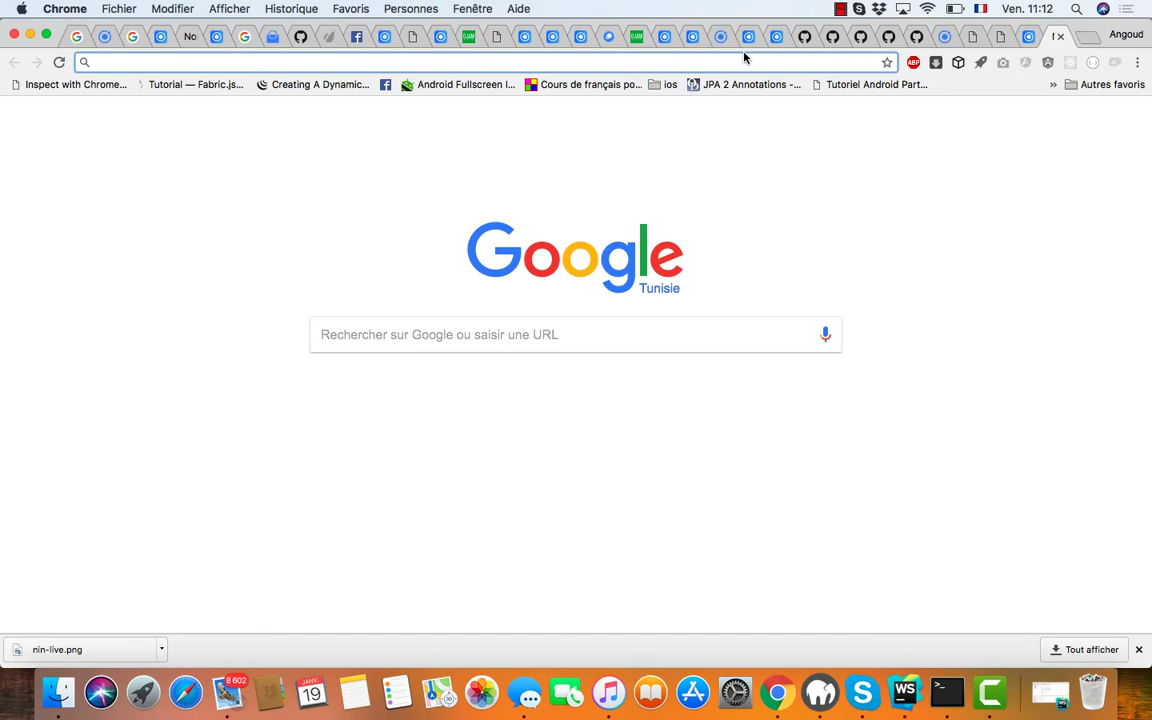 Chrome Fichier Modifier Afficher Historique Favoris Personnes Fenêtre Aide Ven. 11:12
No Angoud
Inspect with Chrome... Tutorial — Fabric.js... Creating A Dynamic... Android Fullscreen I... Cours de français po... ios JPA 2 Annotations -... Tutoriel Android Part... » Autres favoris
Google
Tunisie
Rechercher sur Google ou saisir une URL
nin-live.png Tout afficher
8 602
JANV.
19
WS